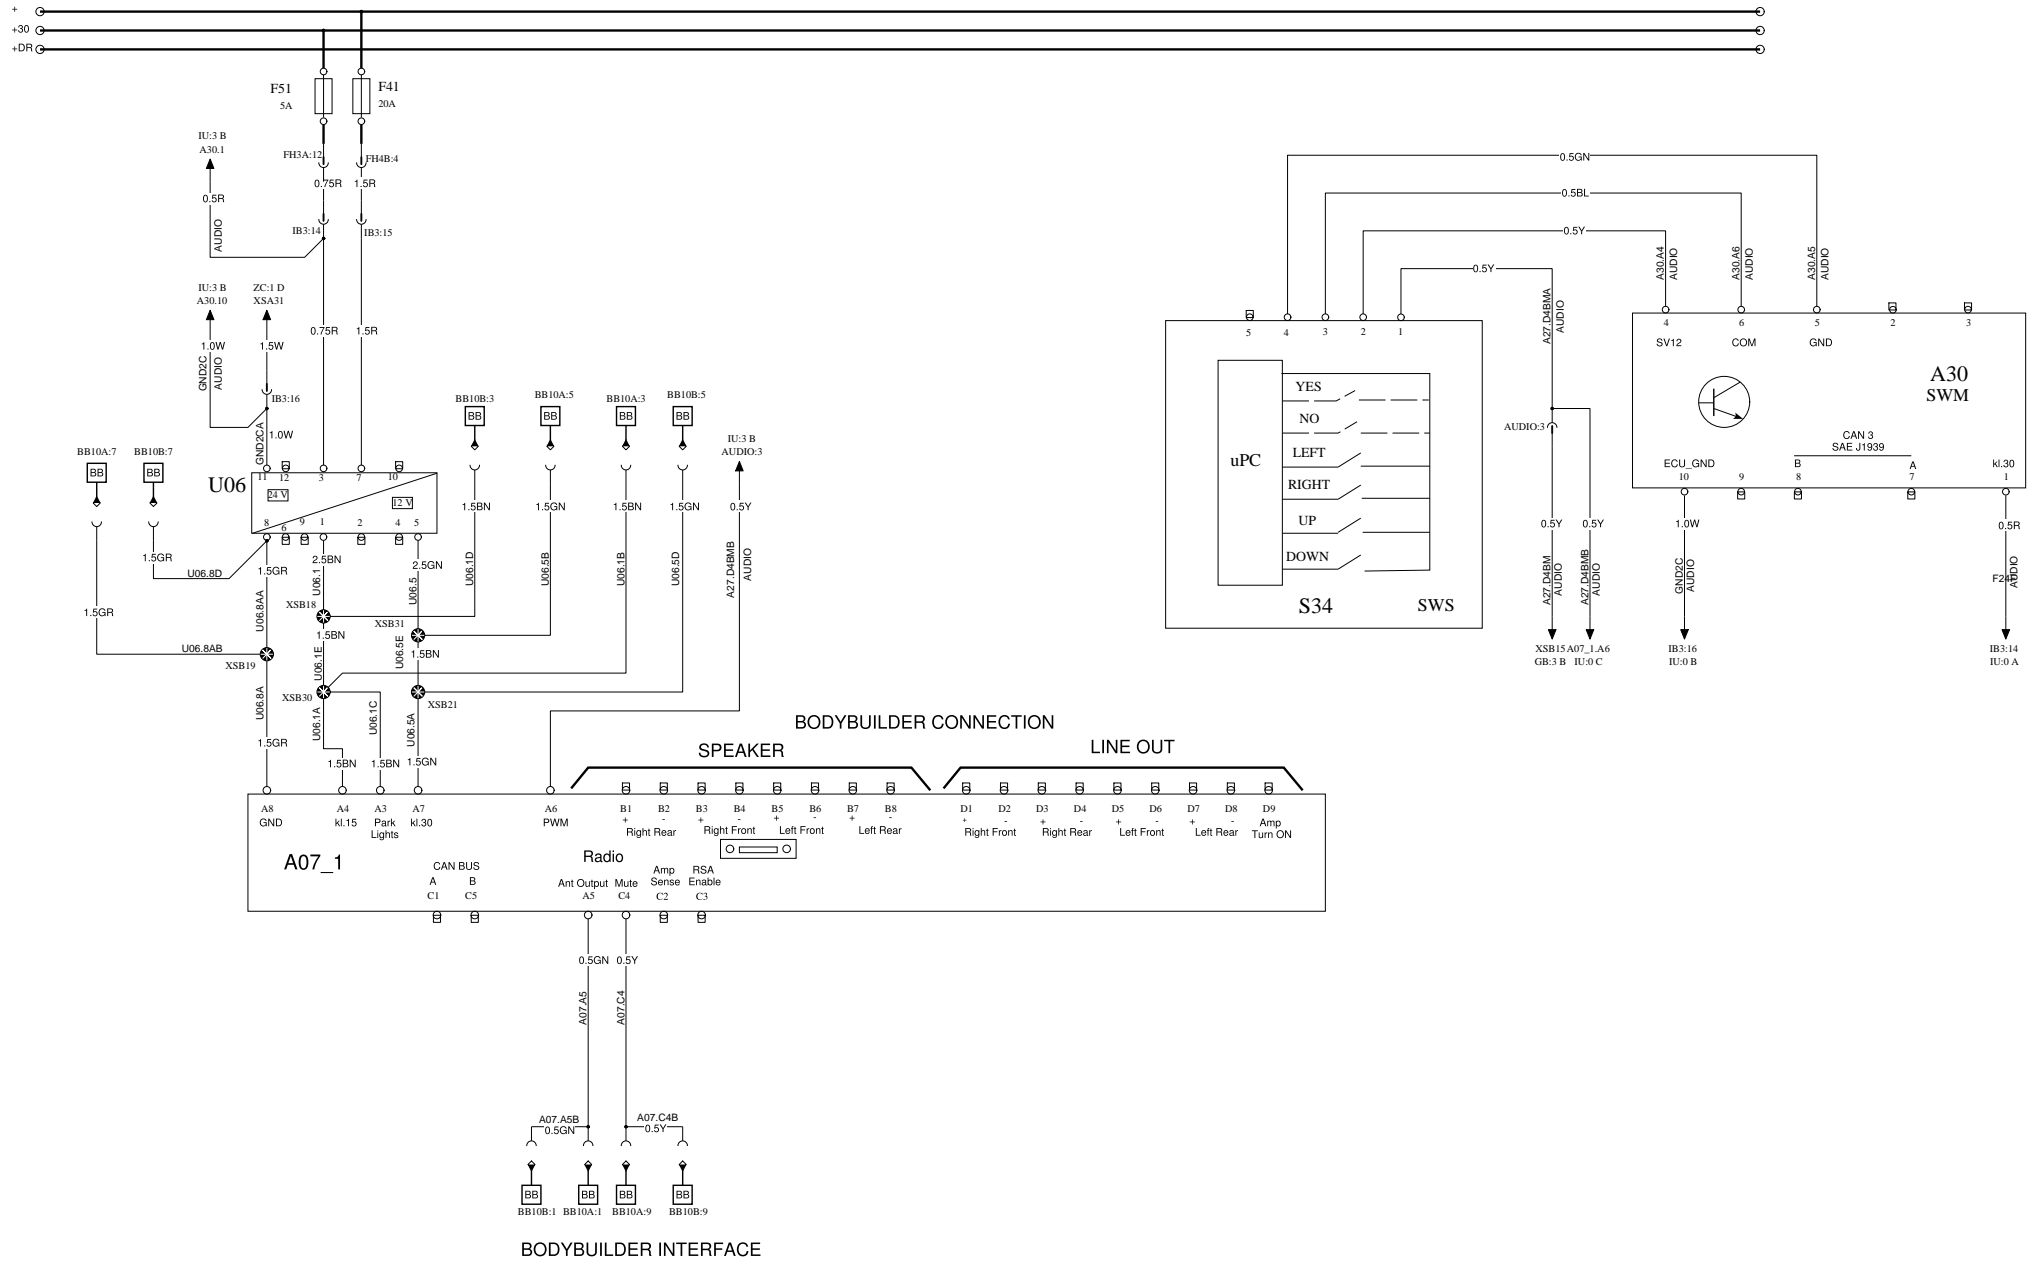 +
+30
+DR
F51
5A
F41
20A
IU:3 B
A30.1
FH3A:12
FH4B:4
0.75R
1.5R
0.5R
AUDIO
IB3:14
IB3:15
IU:3 B
A30.10
ZC:1 D
XSA31
0.75R
1.5R
1.0W
1.5W
GND2C
AUDIO
IB3:16
GND2CA
1.0W
BB10A:7
BB
BB10B:7
BB
U06
11
12
3
7
10
24 V
12 V
8
6
9
1
2
4
5
BB10B:3
BB
BB10A:5
BB
BB10A:3
BB
BB10B:5
BB
IU:3 B
AUDIO:3
1.5BN
1.5GN
1.5BN
1.5GN
0.5Y
U06.1D
U06.5B
U06.1B
U06.5D
A27.D4BMB
AUDIO
1.5GR
U06.8D
1.5GR
2.5BN
2.5GN
U06.8AA
U06.1
U06.5
XSB18
1.5BN
XSB31
1.5GR
U06.8AB
XSB19
U06.1E
U06.5E
1.5BN
XSB30
XSB21
U06.8A
U06.1A
U06.1C
U06.5A
1.5GR
1.5BN
1.5BN
1.5GN
BODYBUILDER CONNECTION
SPEAKER
LINE OUT
A8
GND
A4
kl.15
A3
Park
Lights
A7
kl.30
A6
PWM
B1
+
B2
-
Right Rear
B3
+
B4
-
Right Front
B5
+
B6
-
Left Front
B7
+
B8
-
Left Rear
D1
+
D2
-
Right Front
D3
+
D4
-
Right Rear
D5
+
D6
-
Left Front
D7
+
D8
-
Left Rear
D9
Amp
Turn ON
A07_1
Radio
CAN BUS
A
B
C1
C5
Ant Output
A5
Mute
C4
Amp
Sense
C2
RSA
Enable
C3
0.5GN
0.5Y
A07.A5
A07.C4
A07.A5B
0.5GN
A07.C4B
0.5Y
BB
BB
BB
BB
BB10B:1
BB10A:1
BB10A:9
BB10B:9
BODYBUILDER INTERFACE
0.5GN
0.5BL
0.5Y
0.5Y
A30.A4
AUDIO
A30.A6
AUDIO
A30.A5
AUDIO
A27.D4BMA
AUDIO
5
4
3
2
1
uPC
YES
NO
LEFT
RIGHT
UP
DOWN
S34
SWS
AUDIO:3
0.5Y
0.5Y
A27.D4BM
AUDIO
A27.D4BMB
AUDIO
XSB15
GB:3 B
A07_1.A6
IU:0 C
4
6
5
2
3
SV12
COM
GND
A30
SWM
CAN 3
SAE J1939
ECU_GND
B
A
kl.30
10
9
8
7
1
1.0W
0.5R
GND2C
AUDIO
F24F
AUDIO
IB3:16
IU:0 B
IB3:14
IU:0 A